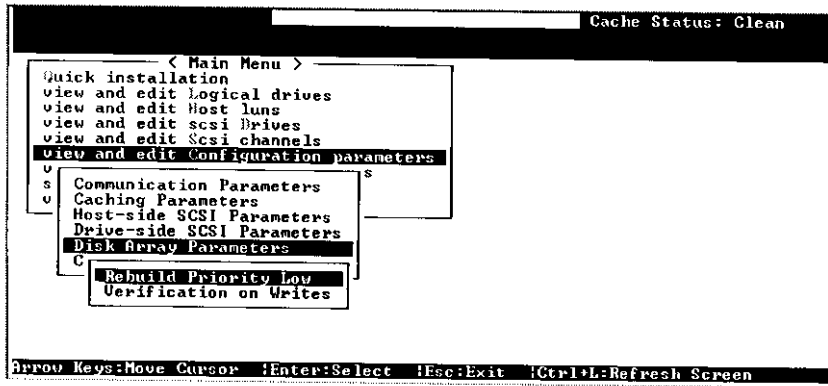 Cache Status: Clean
< Main Menu >
Quick installation
view and edit Logical drives
view and edit Host luns
view and edit scsi Drives
view and edit Scsi channels
view and edit Configuration parameters
v s
s
v
Communication Parameters
Caching Parameters
Host-side SCSI Parameters
Drive-side SCSI Parameters
Disk Array Parameters
C
Rebuild Priority Low
Verification on Writes
Arrow Keys:Move Cursor |Enter:Select |Esc:Exit |Ctrl+L:Refresh Screen